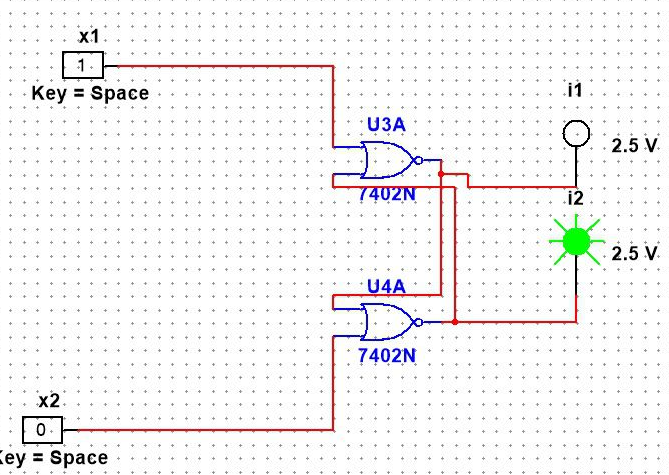 x1
1
Key = Space
i1
U3A
2.5 V
7402N
i2
2.5 V
U4A
7402N
x2
0
Key = Space